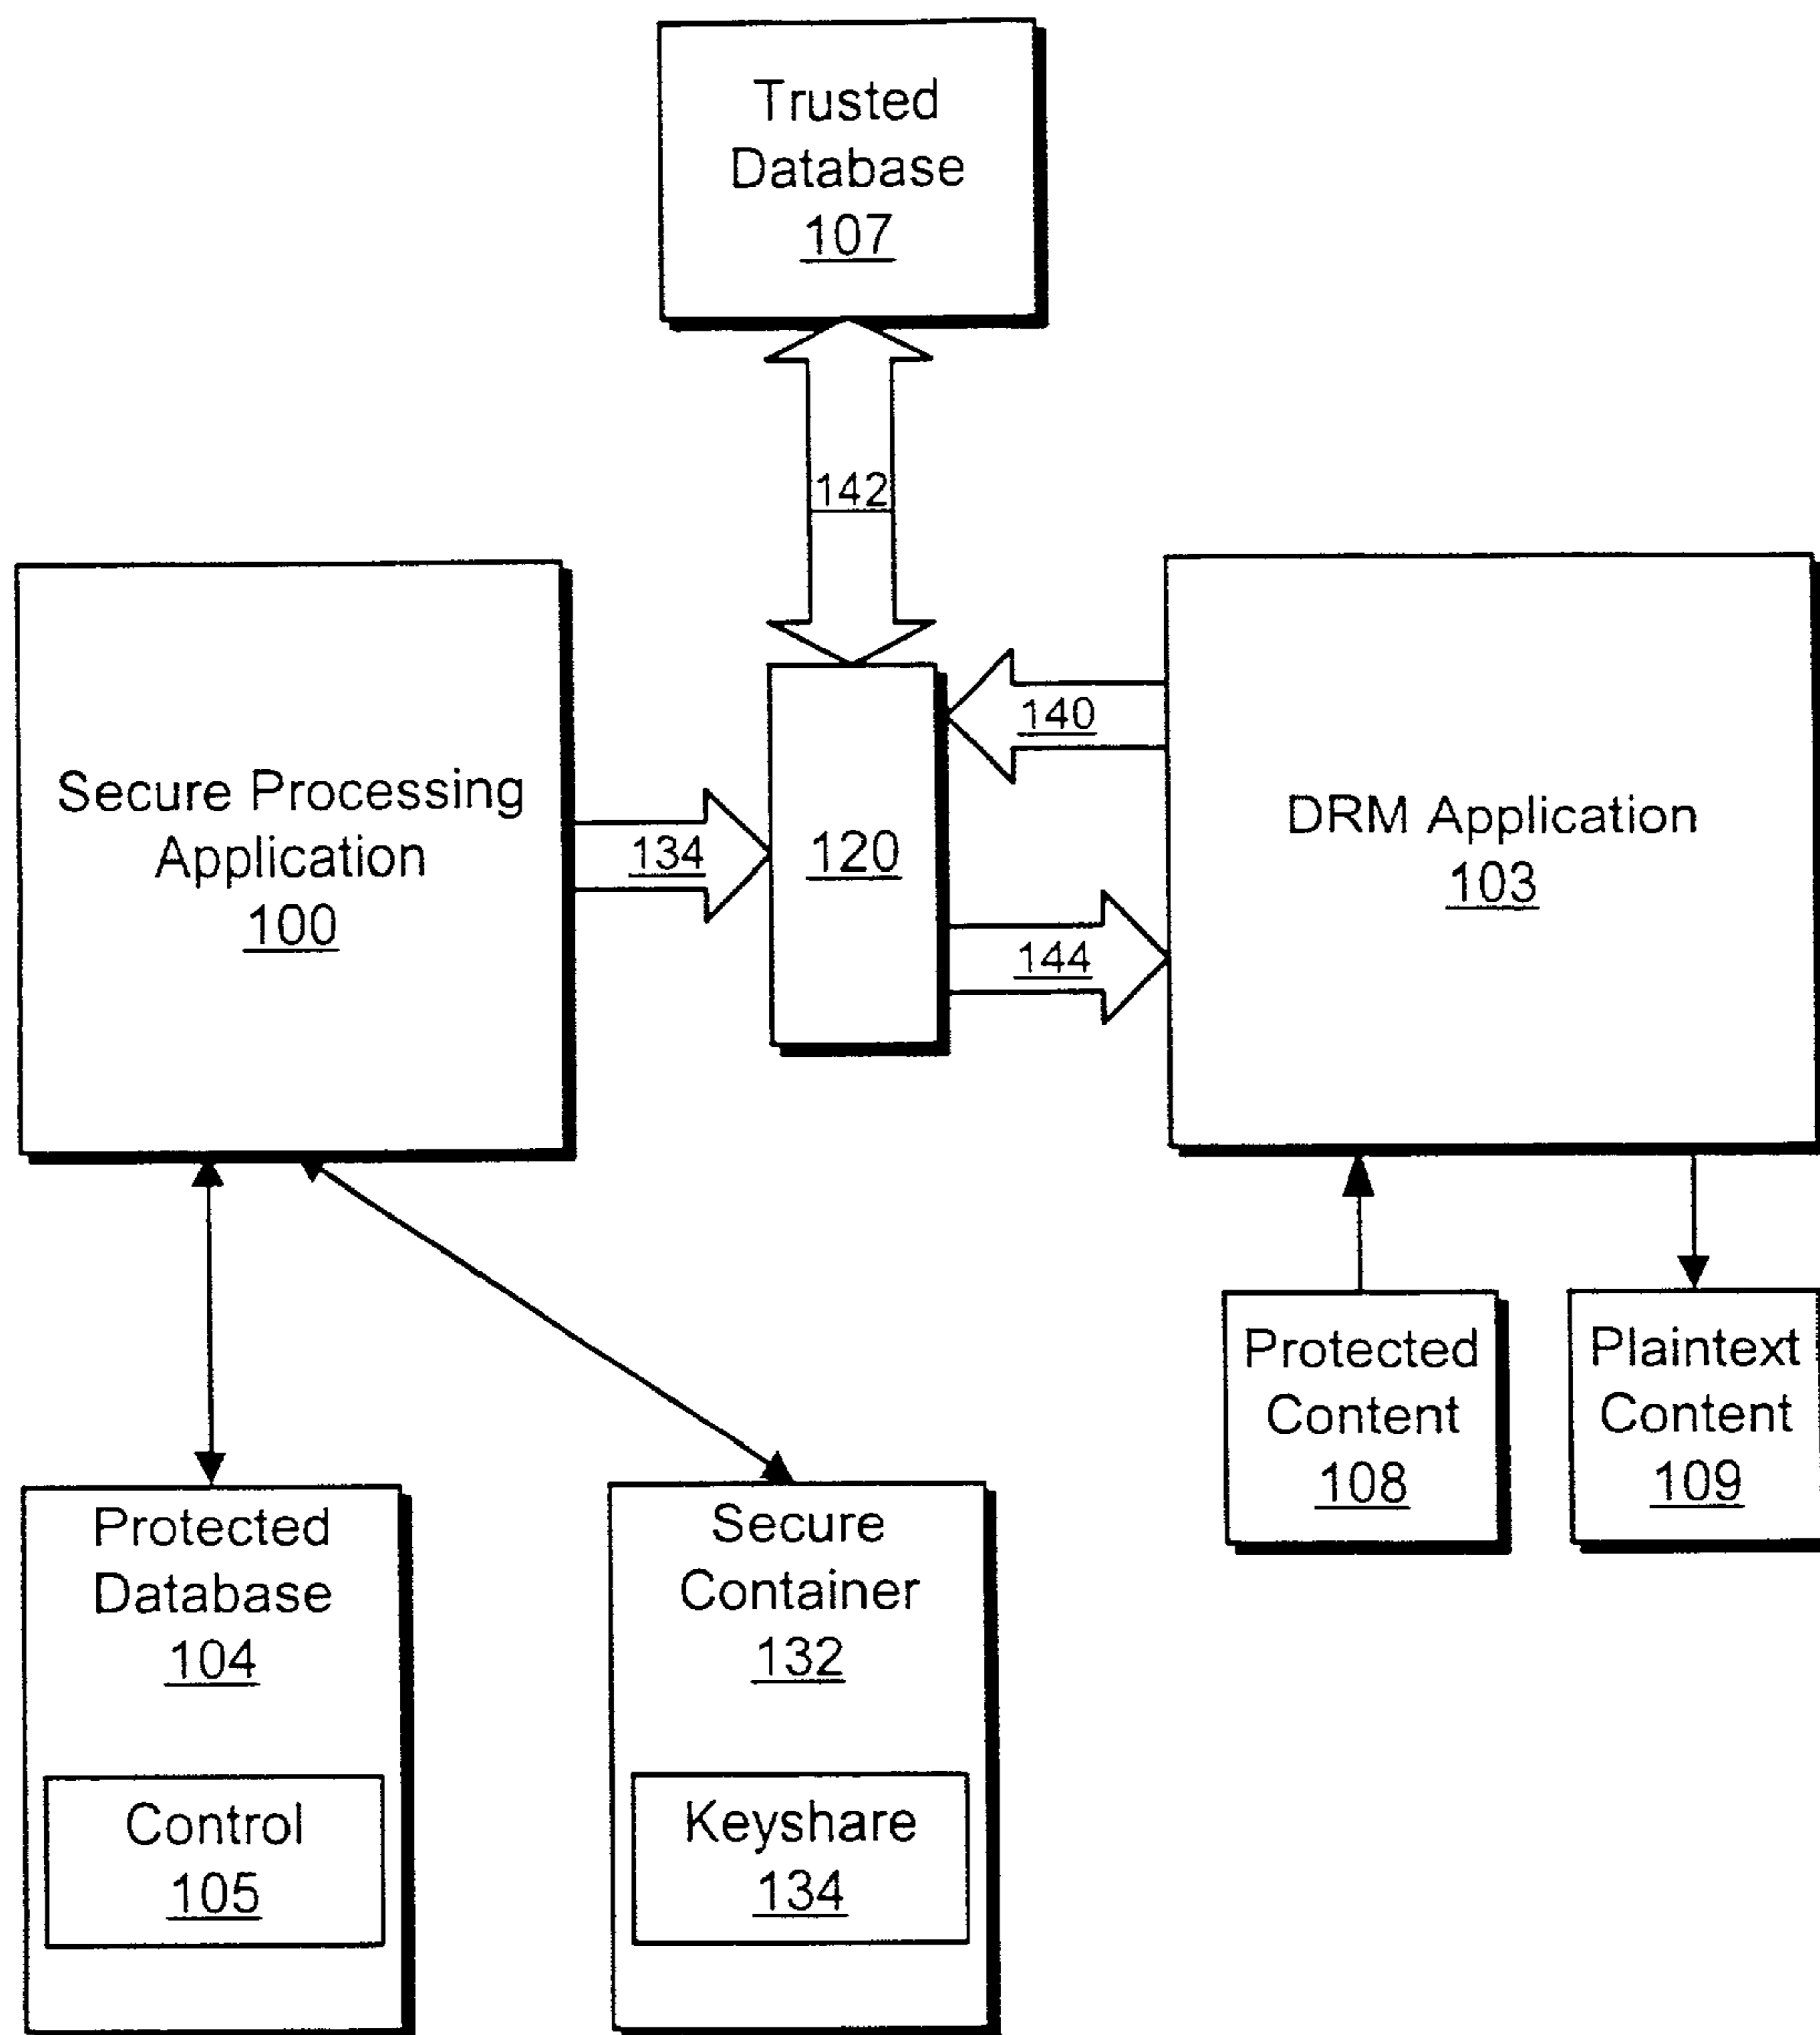 Trusted
Database
107
142
140
Secure Processing
Application
100
134
120
144
DRM Application
103
Protected
Content
108
Plaintext
Content
109
Protected
Database
104
Control
105
Secure
Container
132
Keyshare
134